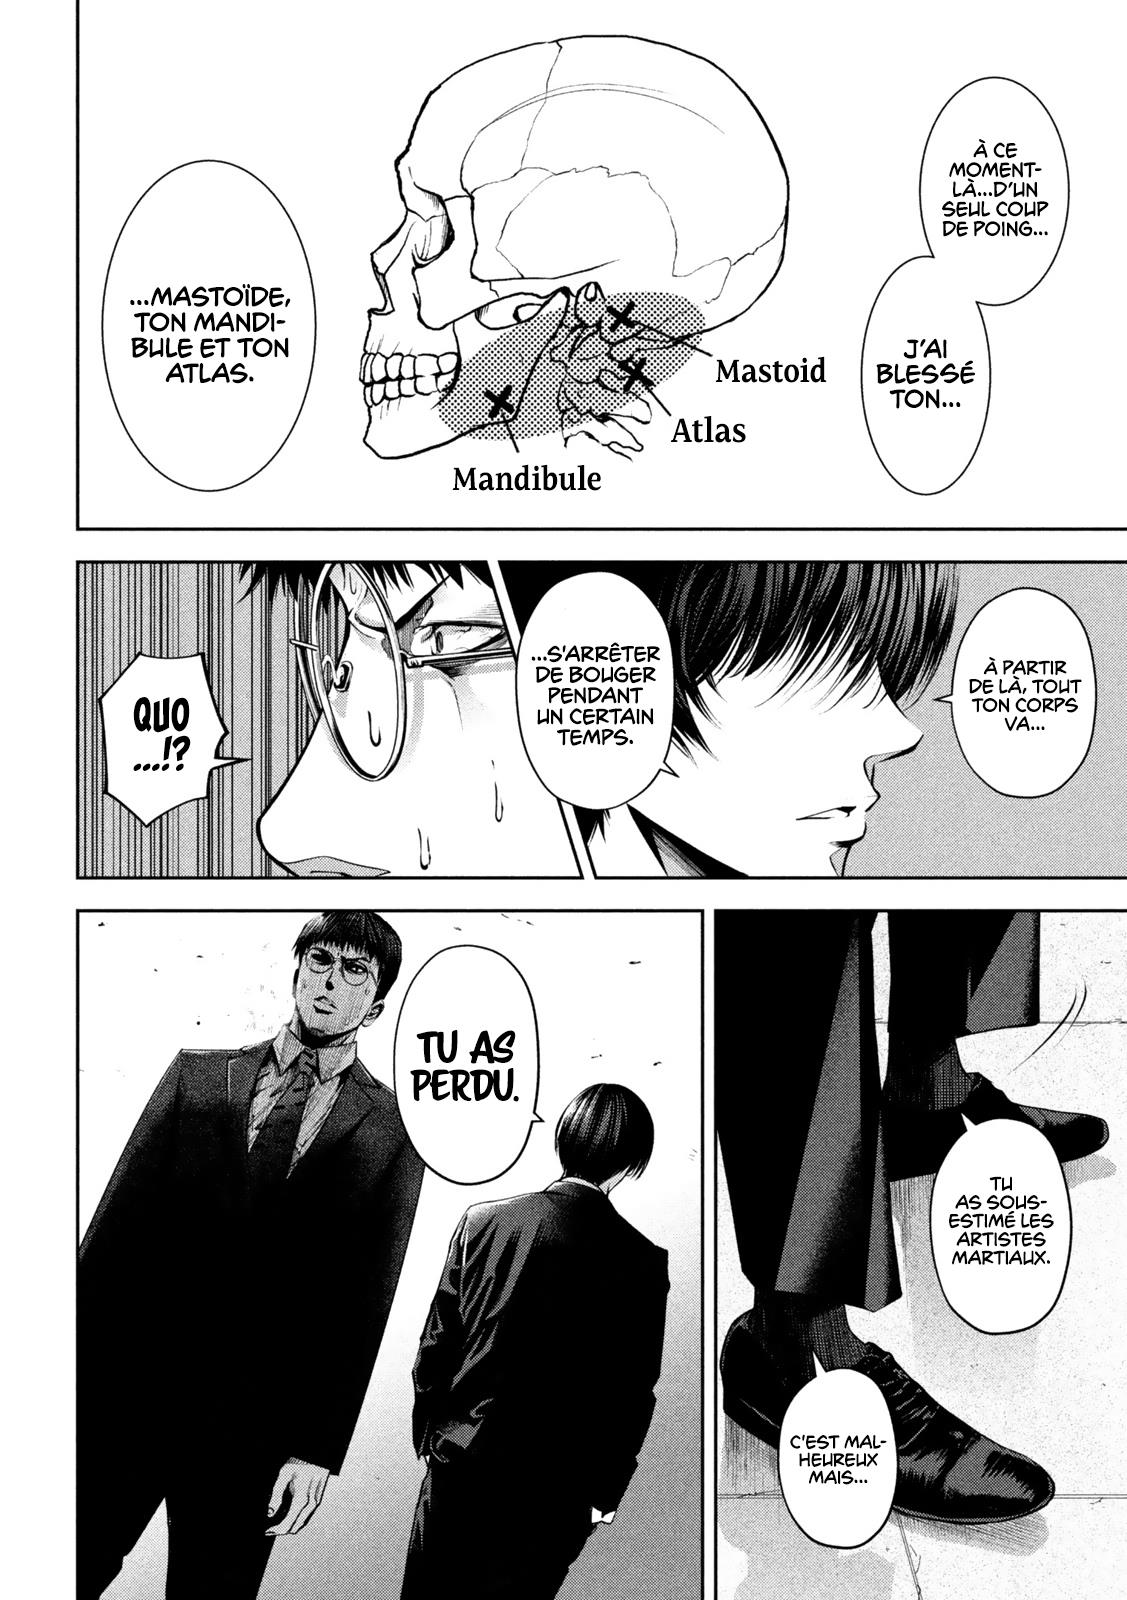 À CE
MOMENT-
LÀ...D'UN
SEUL COUP
DE POING...
J'AI
BLESSÉ
TON...
Mastoid
Atlas
Mandibule
...MASTOÏDE,
TON MANDI-
BULE ET TON
ATLAS.
À PARTIR
DE LÀ, TOUT
TON CORPS
VA...
...S'ARRÊTER
DE BOUGER
PENDANT
UN CERTAIN
TEMPS.
QUO
...!?
TU
AS SOUS-
ESTIMÉ LES
ARTISTES
MARTIAUX.
C'EST MAL-
HEUREUX
MAIS...
TU AS
PERDU.